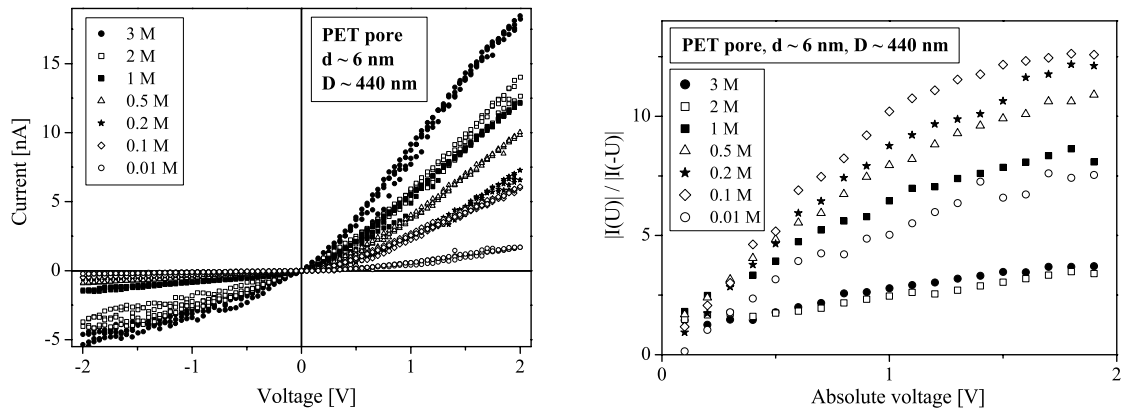 3 M
2 M
1 M
0.5 M
0.2 M
0.1 M
0.01 M
PET pore
d ~ 6 nm
D ~ 440 nm
15
10
5
0
-5
Current [nA]
-2
-1
0
1
2
Voltage [V]
PET pore, d ~ 6 nm, D ~ 440 nm
3 M
2 M
1 M
0.5 M
0.2 M
0.1 M
0.01 M
10
5
0
|I(U)| / |I(-U)|
1
2
Absolute voltage [V]